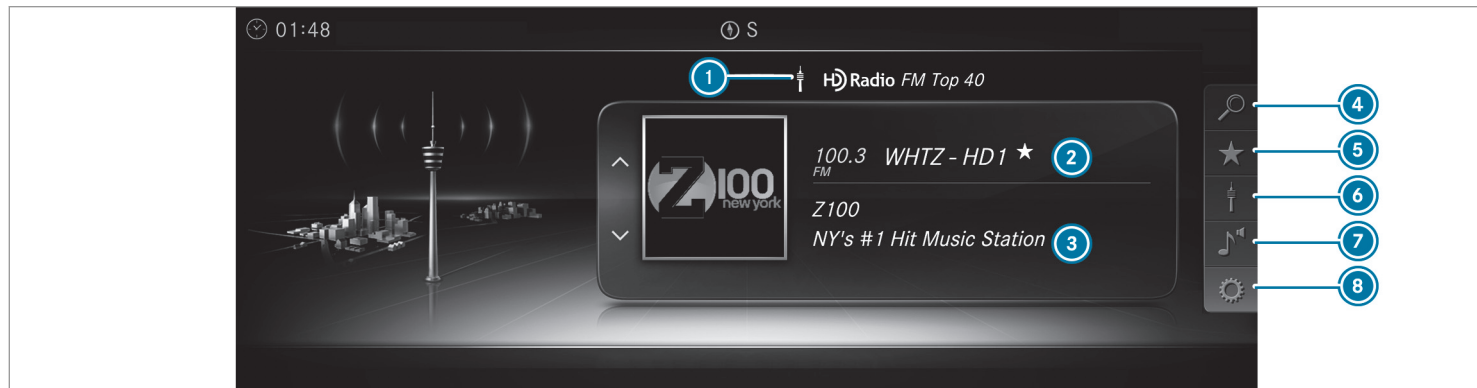 01:48
S
1
HD Radio FM Top 40
Z100
new york
100.3 WHTZ - HD1 ★
FM
2
Z100
NY's #1 Hit Music Station
3
4
5
6
7
8